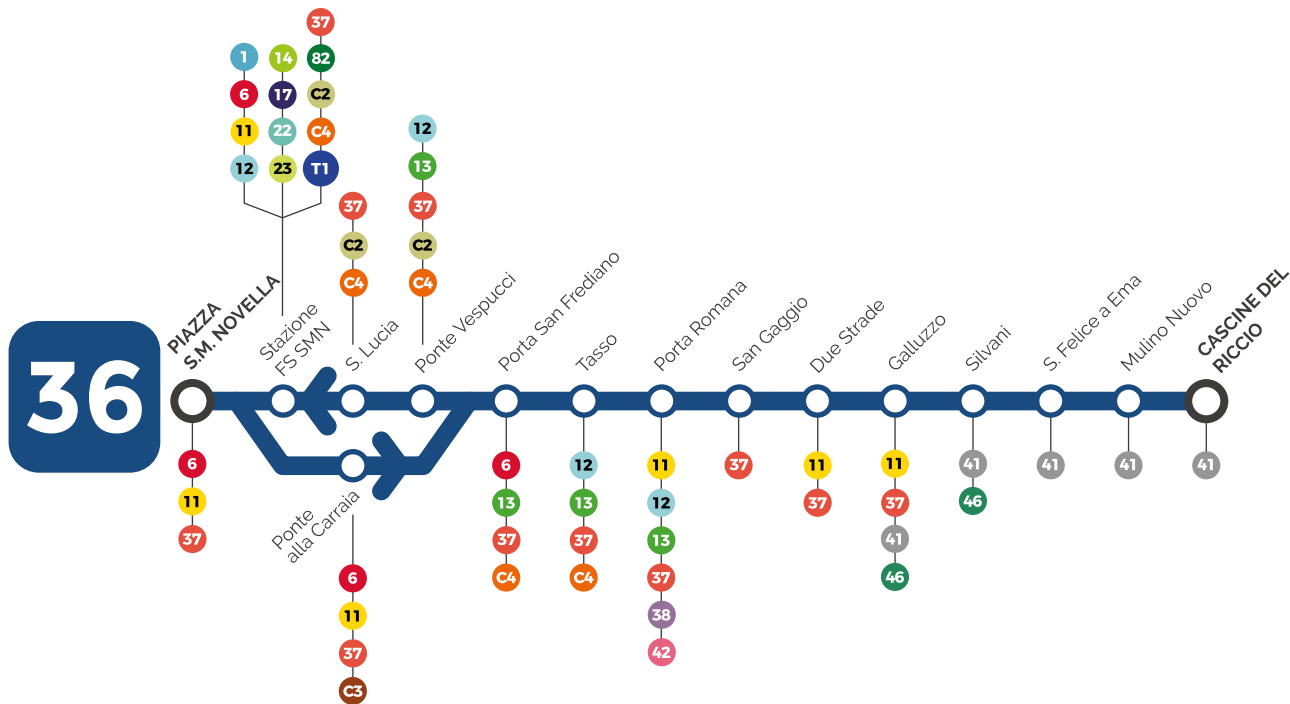 36
PIAZZA
S.M. NOVELLA
6
11
37
1
6
11
12
14
17
22
23
37
82
C2
C4
T1
Stazione
FS SMN
37
C2
C4
S. Lucia
12
13
37
C2
C4
Ponte Vespucci
Ponte
alla Carraia
6
11
37
C3
Porta San Frediano
6
13
37
C4
Tasso
12
13
37
C4
Porta Romana
11
12
13
37
38
42
San Gaggio
37
Due Strade
11
37
Galluzzo
11
37
41
46
Silvani
41
46
S. Felice a Ema
41
Mulino Nuovo
41
CASCINE DEL
RICCIO
41